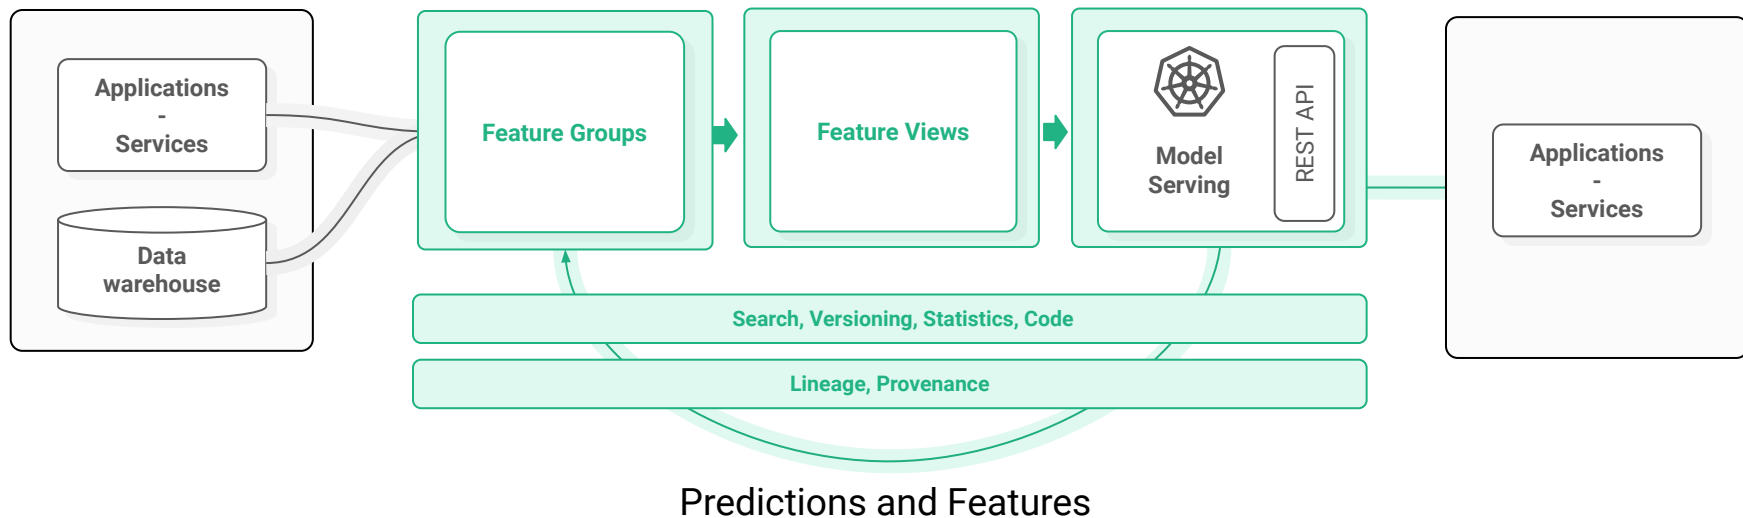 Applications
-
Services
Data
warehouse
Feature Groups
Feature Views
Model
Serving
REST API
Applications
-
Services
Search, Versioning, Statistics, Code
Lineage, Provenance
Predictions and Features